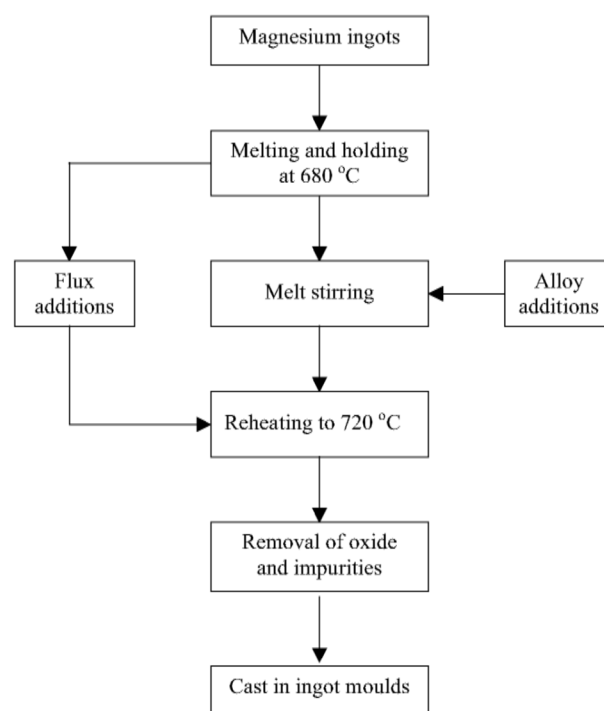 Magnesium ingots
Melting and holding
at 680 °C
Flux
additions
Melt stirring
Alloy
additions
Reheating to 720 °C
Removal of oxide
and impurities
Cast in ingot moulds